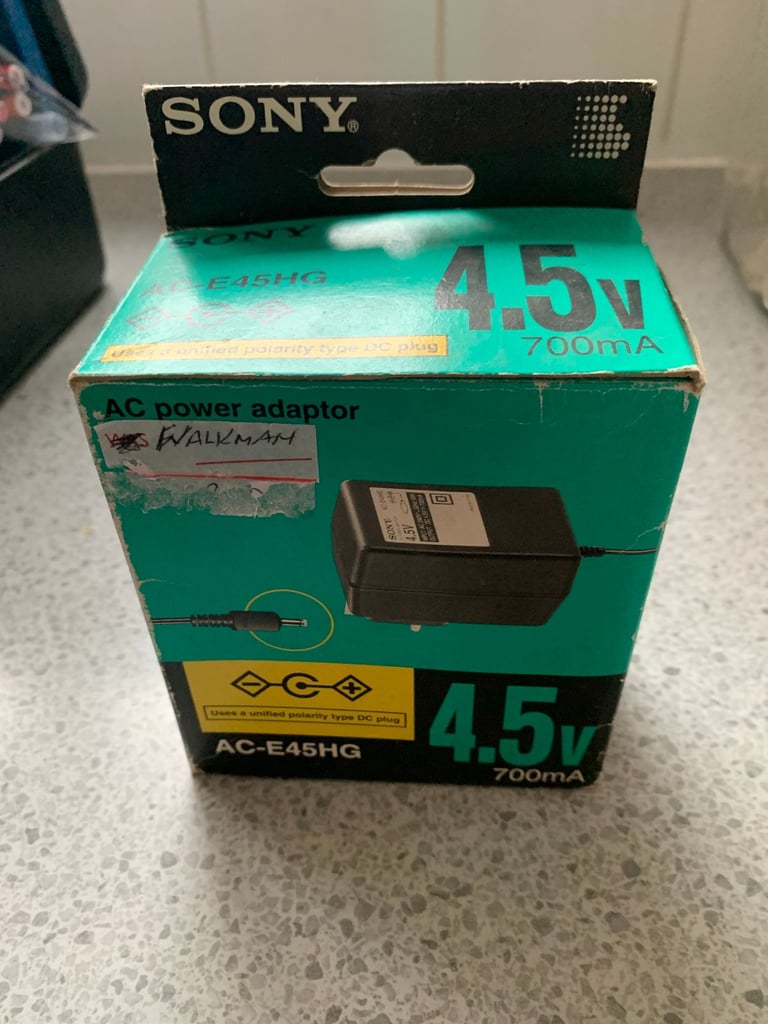 SONY®
SONY
AC-E45HG
4.5V
700mA
Uses a unified polarity type DC plug
AC power adaptor
WALKMAN
SONY
4.5V
Uses a unified polarity type DC plug
AC-E45HG
4.5V
700mA